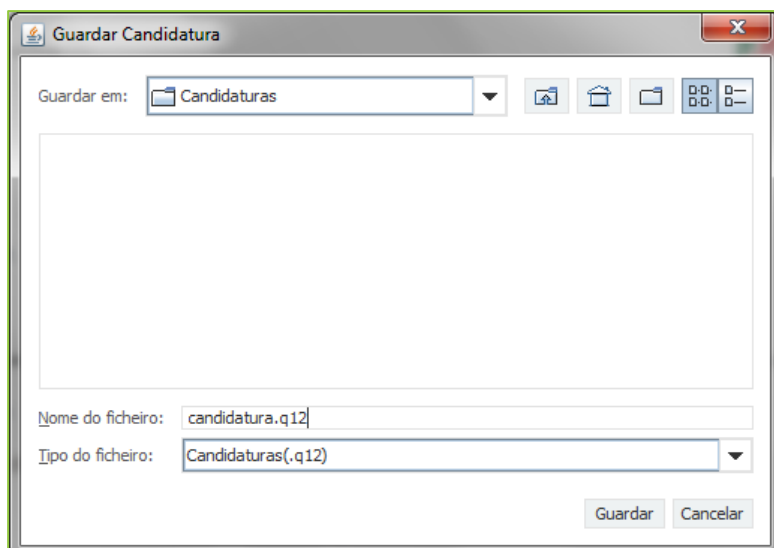 Guardar Candidatura
Guardar em: Candidaturas
Nome do ficheiro: candidatura.q12
Tipo do ficheiro: Candidaturas(.q12)
Guardar Cancelar